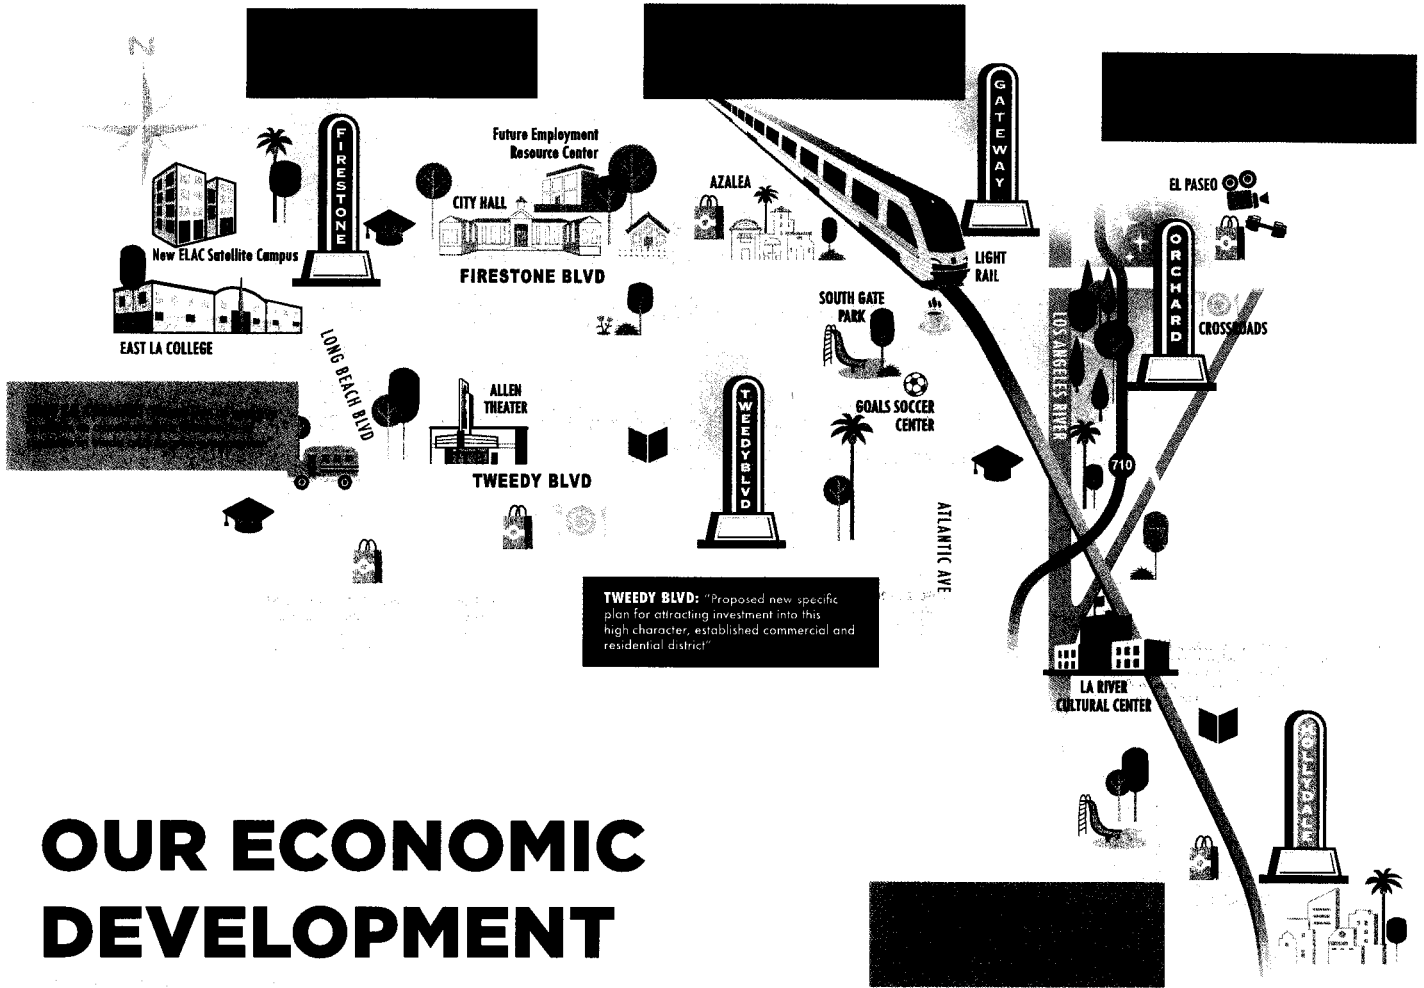 N
GATEWAY
FIRESTONE
Future Employment
Resource Center
CITY HALL
AZALEA
EL PASEO
New ELAC Satellite Campus
FIRESTONE BLVD
LIGHT
RAIL
ORCHARD
CROSSROADS
EAST LA COLLEGE
SOUTH GATE
PARK
LOS ANGELES RIVER
LONG BEACH BLVD
ALLEN
THEATER
GOALS SOCCER
CENTER
TWEEDYBLVD
710
TWEEDY BLVD
ATLANTIC AVE
TWEEDY BLVD: "Proposed new specific
plan for attracting investment into this
high character, established commercial and
residential district"
LA RIVER
CULTURAL CENTER
HOLLYDALE
OUR ECONOMIC
DEVELOPMENT